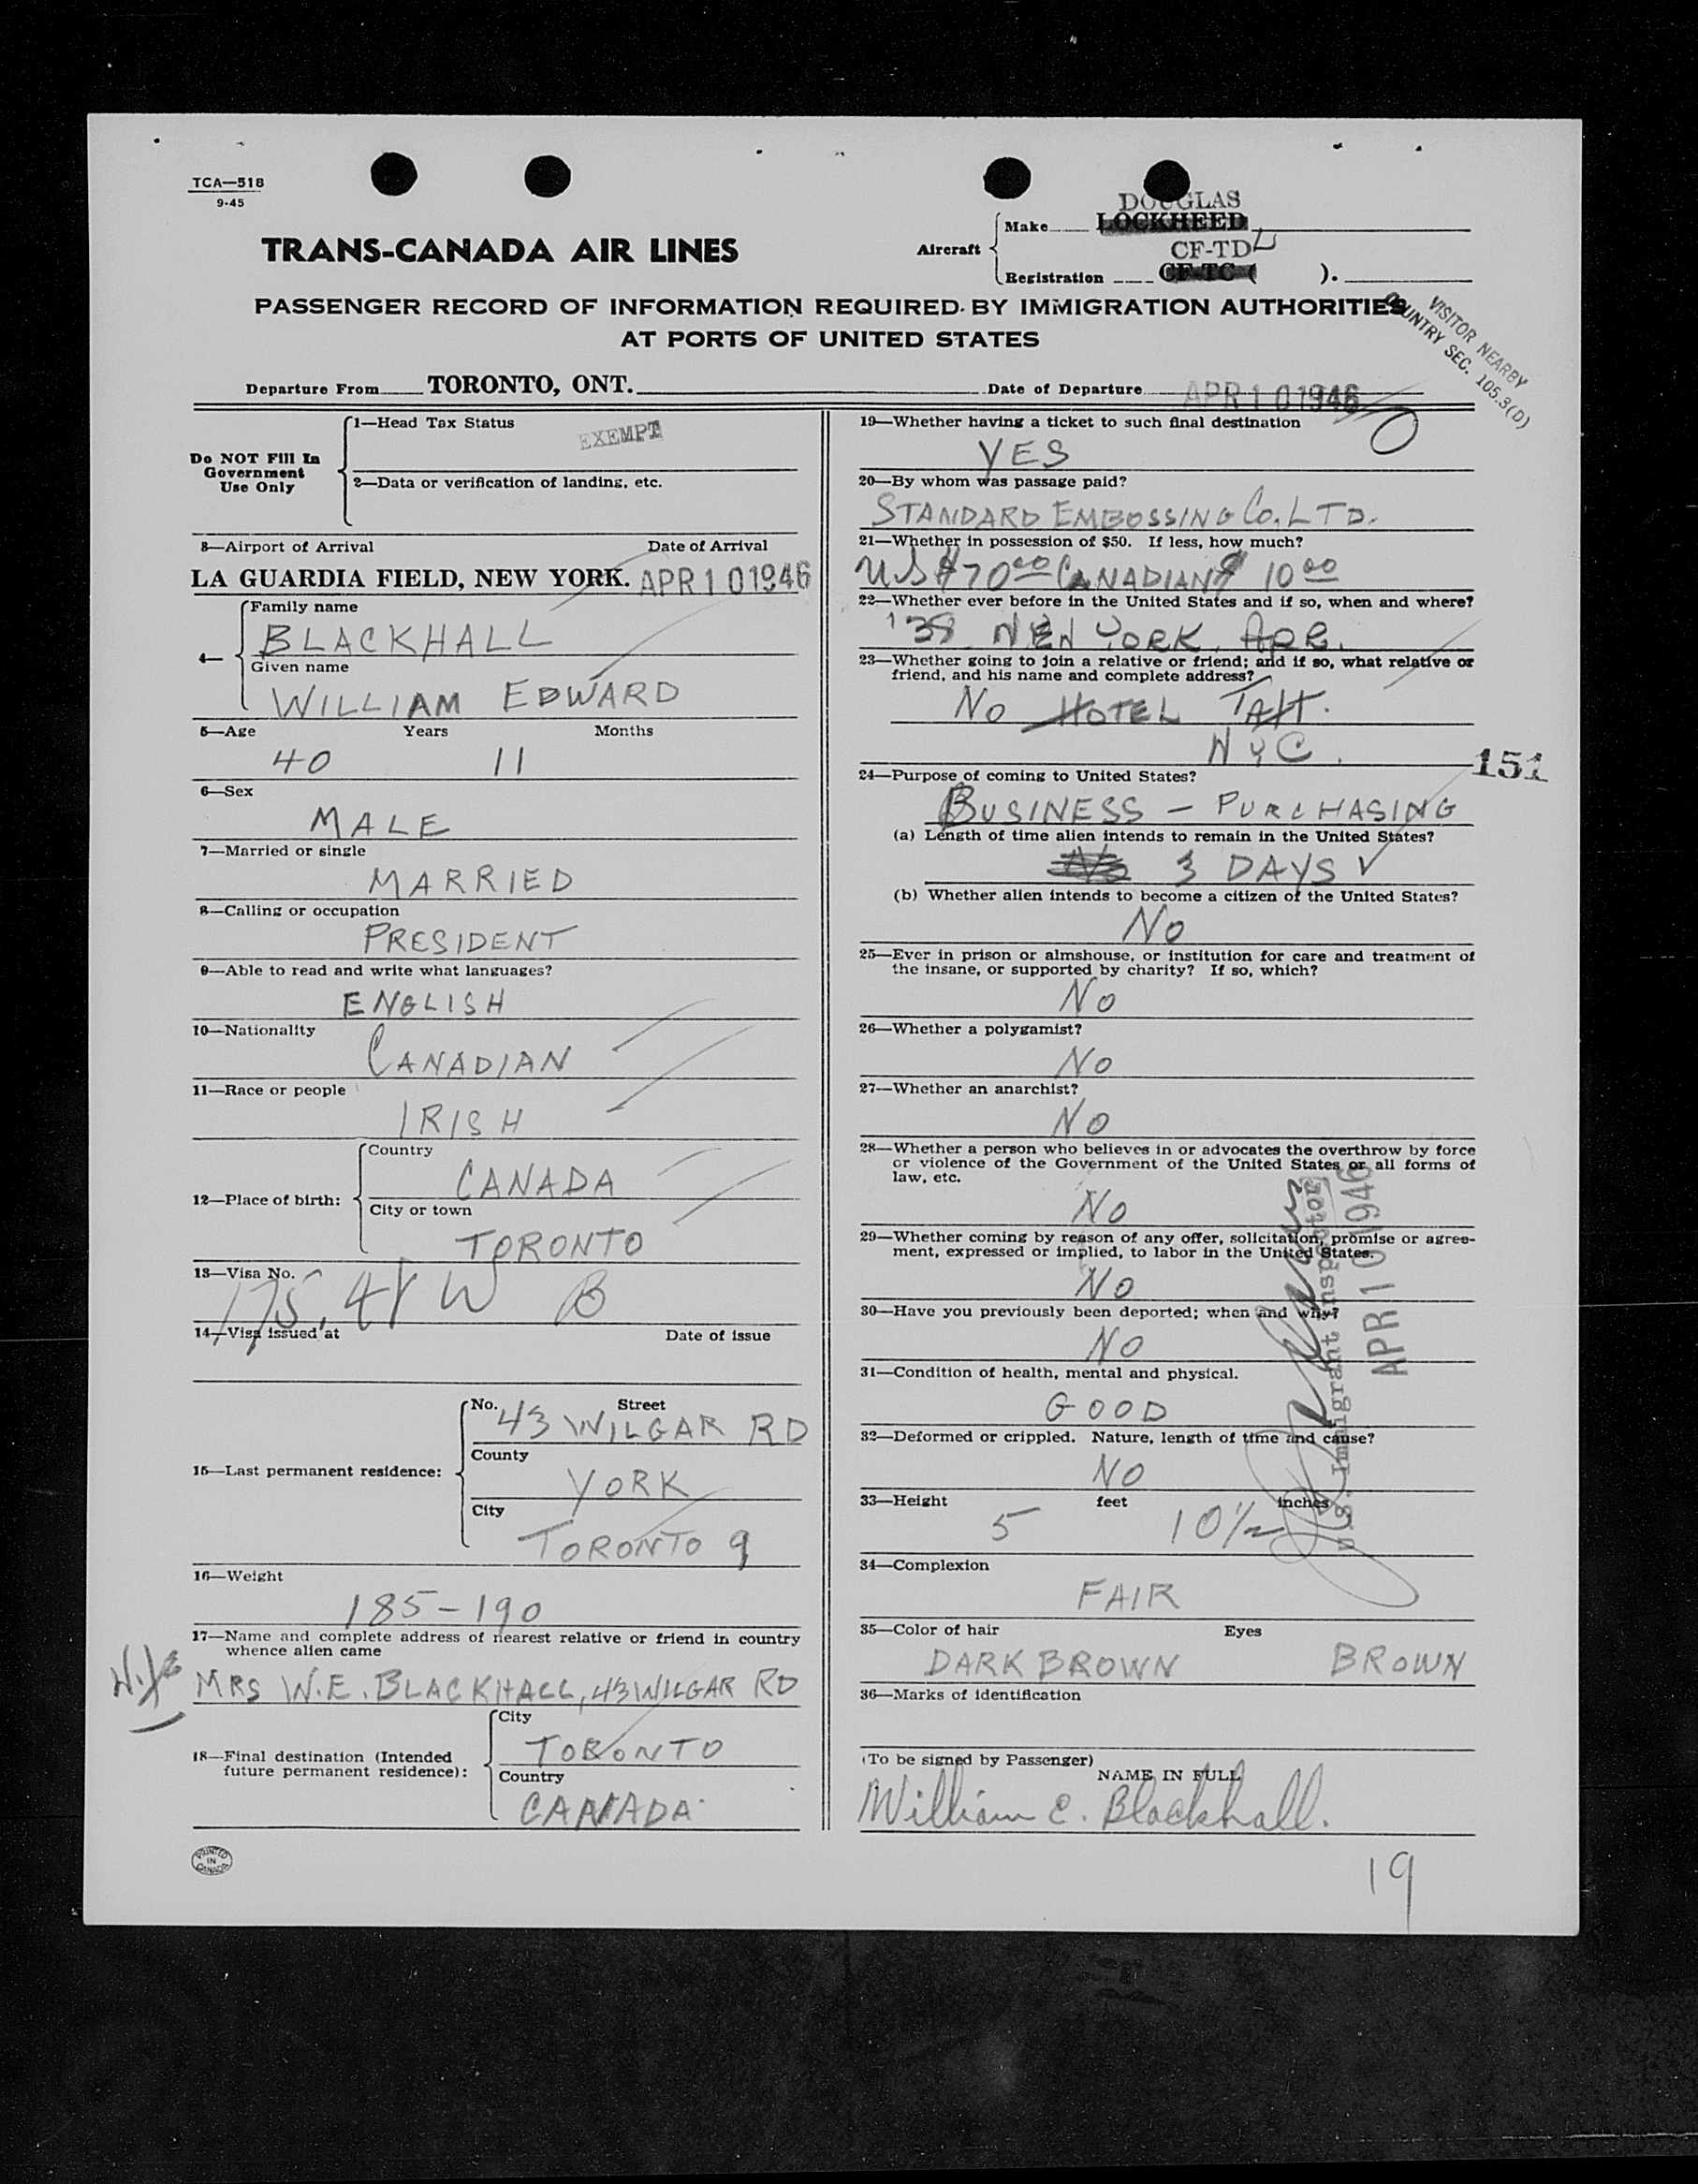 TCA—518
9-45
DOUGLAS
Make LOCKHEED
TRANS-CANADA AIR LINES
Aircraft
CF-TDL
Registration CF-TC ( ).
PASSENGER RECORD OF INFORMATION REQUIRED BY IMMIGRATION AUTHORITIES
AT PORTS OF UNITED STATES
VISITOR NEARBY
COUNTRY SEC. 105.3(D)
Departure From TORONTO, ONT. Date of Departure APR 10 1946
Do NOT Fill In
Government
Use Only
1—Head Tax Status
EXEMPT
2—Data or verification of landing, etc.
3—Airport of Arrival Date of Arrival
LA GUARDIA FIELD, NEW YORK. APR 10 1946
4—
Family name
BLACKHALL
Given name
WILLIAM EDWARD
5—Age Years Months
40 11
6—Sex
MALE
7—Married or single
MARRIED
8—Calling or occupation
PRESIDENT
9—Able to read and write what languages?
ENGLISH
10—Nationality
CANADIAN
11—Race or people
IRISH
12—Place of birth:
Country
CANADA
City or town
TORONTO
13—Visa No.
14—Visa issued at Date of issue
15—Last permanent residence:
No. Street
43 WILGAR RD
County
YORK
City
TORONTO 9
16—Weight
185-190
17—Name and complete address of nearest relative or friend in country
whence alien came
Wife
MRS W.E. BLACKHALL, 43 WILGAR RD
18—Final destination (Intended
future permanent residence):
City
TORONTO
Country
CANADA
PRINTED
IN
CANADA
19—Whether having a ticket to such final destination
YES
20—By whom was passage paid?
STANDARD EMBOSSING CO. LTD.
21—Whether in possession of $50. If less, how much?
US $70.00 CANADIAN $ 10.00
22—Whether ever before in the United States and if so, when and where?
'38 NEW YORK, APR.
23—Whether going to join a relative or friend; and if so, what relative or
friend, and his name and complete address?
NO HOTEL TAFT.
NYC.
151
24—Purpose of coming to United States?
BUSINESS — PURCHASING
(a) Length of time alien intends to remain in the United States?
3 DAYS
(b) Whether alien intends to become a citizen of the United States?
NO
25—Ever in prison or almshouse, or institution for care and treatment of
the insane, or supported by charity? If so, which?
NO
26—Whether a polygamist?
NO
27—Whether an anarchist?
NO
28—Whether a person who believes in or advocates the overthrow by force
or violence of the Government of the United States or all forms of
law, etc.
NO
29—Whether coming by reason of any offer, solicitation, promise or agree-
ment, expressed or implied, to labor in the United States.
NO
30—Have you previously been deported; when and why?
NO
31—Condition of health, mental and physical.
GOOD
32—Deformed or crippled. Nature, length of time and cause?
NO
U.S. Immigrant Inspector
APR 10 1946
33—Height feet inches
5 10 1/2
34—Complexion
FAIR
35—Color of hair Eyes
DARK BROWN BROWN
36—Marks of identification
(To be signed by Passenger)
NAME IN FULL
William E. Blackhall.
19